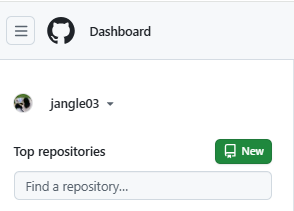 Dashboard
jangle03
Top repositories
New
Find a repository...